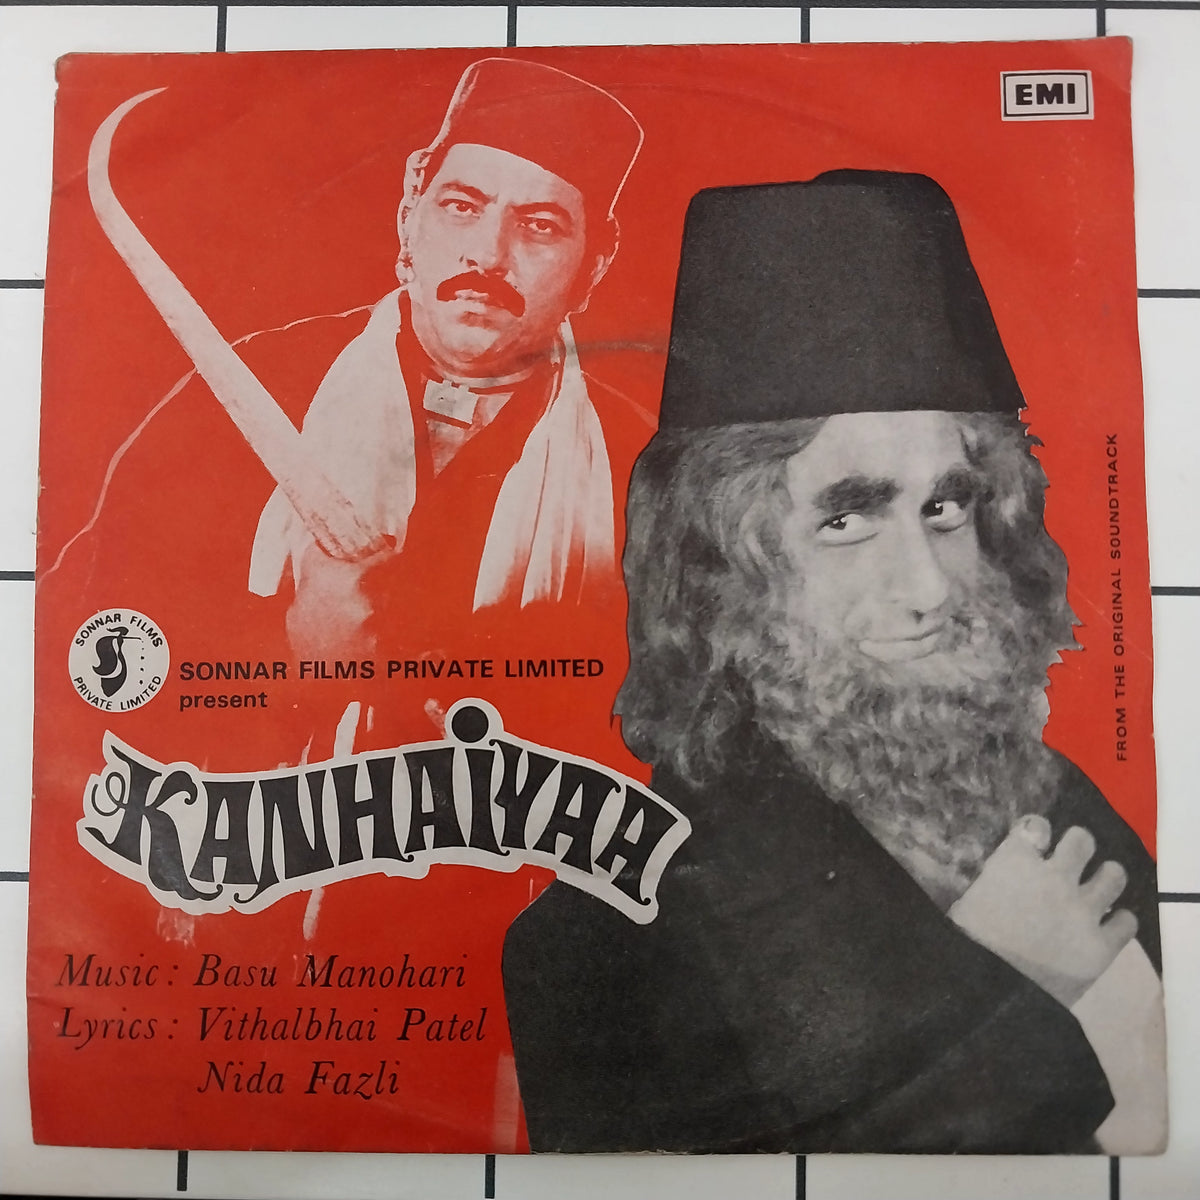 EMI
FROM THE ORIGINAL SOUNDTRACK
SONNAR FILMS
PRIVATE LIMITED
SONNAR FILMS PRIVATE LIMITED
present
KANHAIYAA
Music : Basu Manohari
Lyrics : Vithalbhai Patel
Nida Fazli